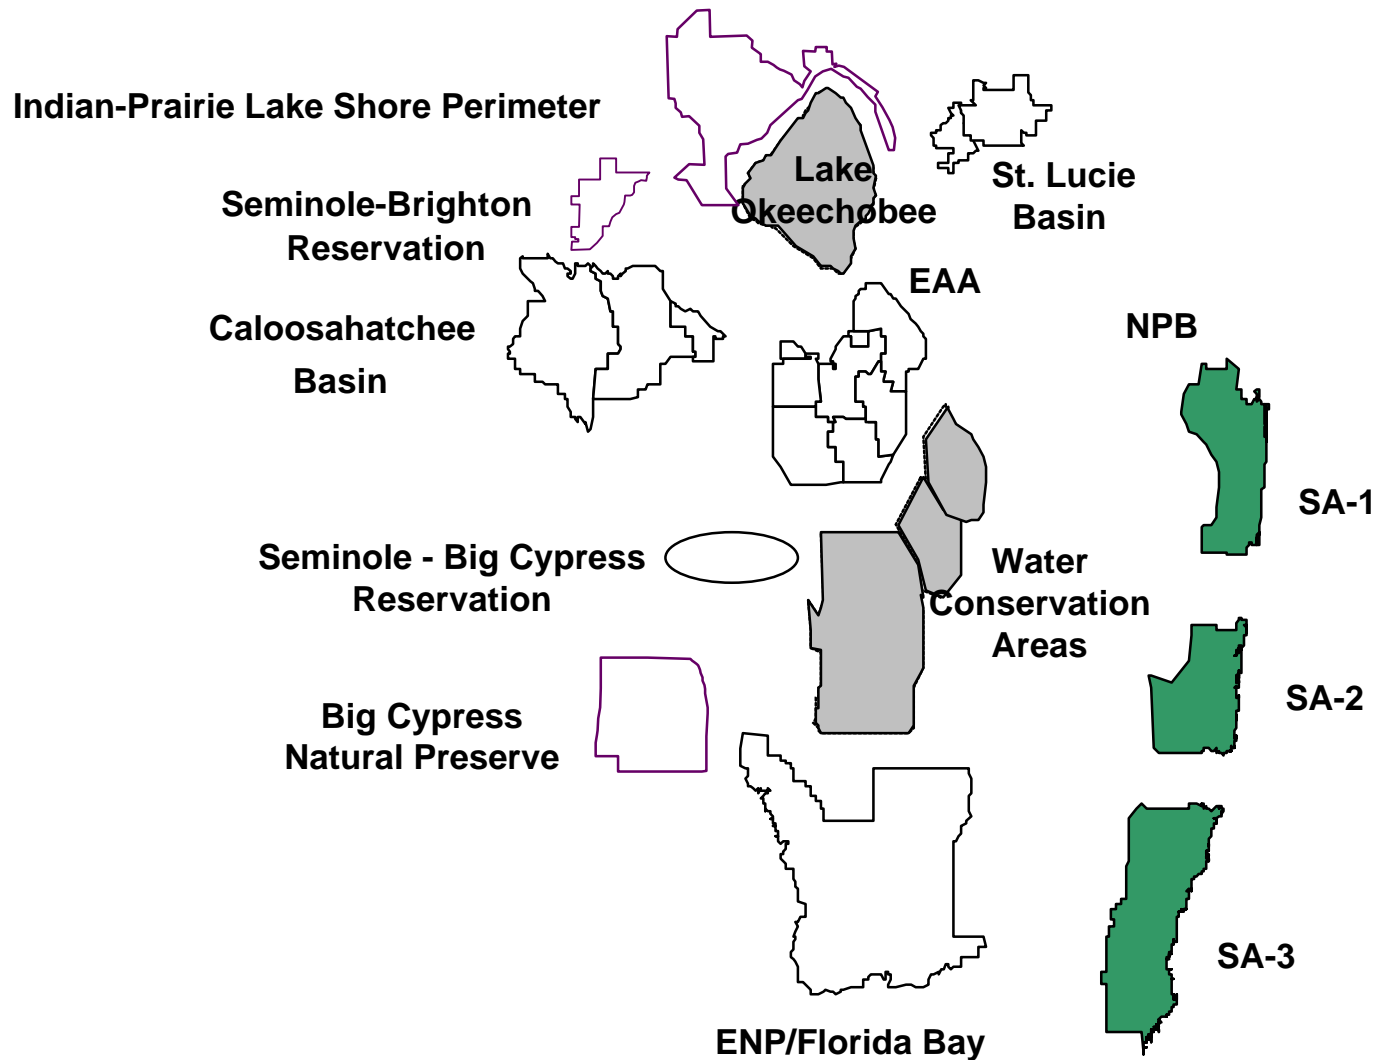 Indian-Prairie Lake Shore Perimeter
Lake
Okeechobee
St. Lucie
Basin
Seminole-Brighton
Reservation
EAA
Caloosahatchee
Basin
NPB
SA-1
Seminole - Big Cypress
Reservation
Water
Conservation
Areas
SA-2
Big Cypress
Natural Preserve
SA-3
ENP/Florida Bay